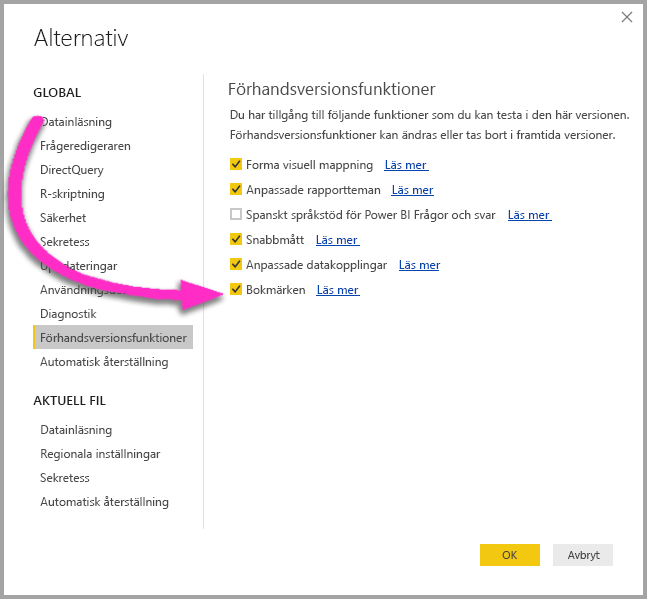 Alternativ
GLOBAL
Datainläsning
Frågeredigeraren
DirectQuery
R-skriptning
Säkerhet
Sekretess
Uppdateringar
Diagnostik
Förhandsversionsfunktioner
Automatisk återställning
AKTUELL FIL
Datainläsning
Regionala inställningar
Sekretess
Automatisk återställning
Förhandsversionsfunktioner
Du har tillgång till följande funktioner som du kan testa i den här versionen.
Förhandsversionsfunktioner kan ändras eller tas bort i framtida versioner.
Forma visuell mappning Läs mer
Anpassade rapportteman Läs mer
Spanskt språkstöd för Power BI Frågor och svar Läs mer
Snabbmått Läs mer
Anpassade datakopplingar Läs mer
Bokmärken Läs mer
OK Avbryt